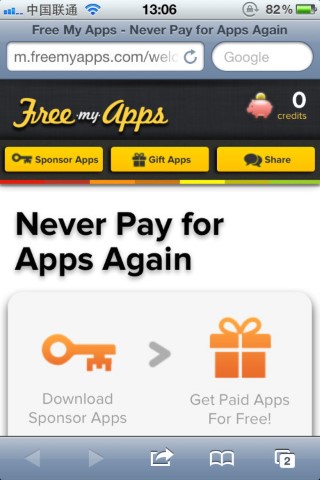 中国联通 13:06 82%
Free My Apps - Never Pay for Apps Again
m.freemyapps.com/welc Google
Free my Apps 0
credits
Sponsor Apps Gift Apps Share
Never Pay for
Apps Again
Download Get Paid Apps
Sponsor Apps For Free!
2